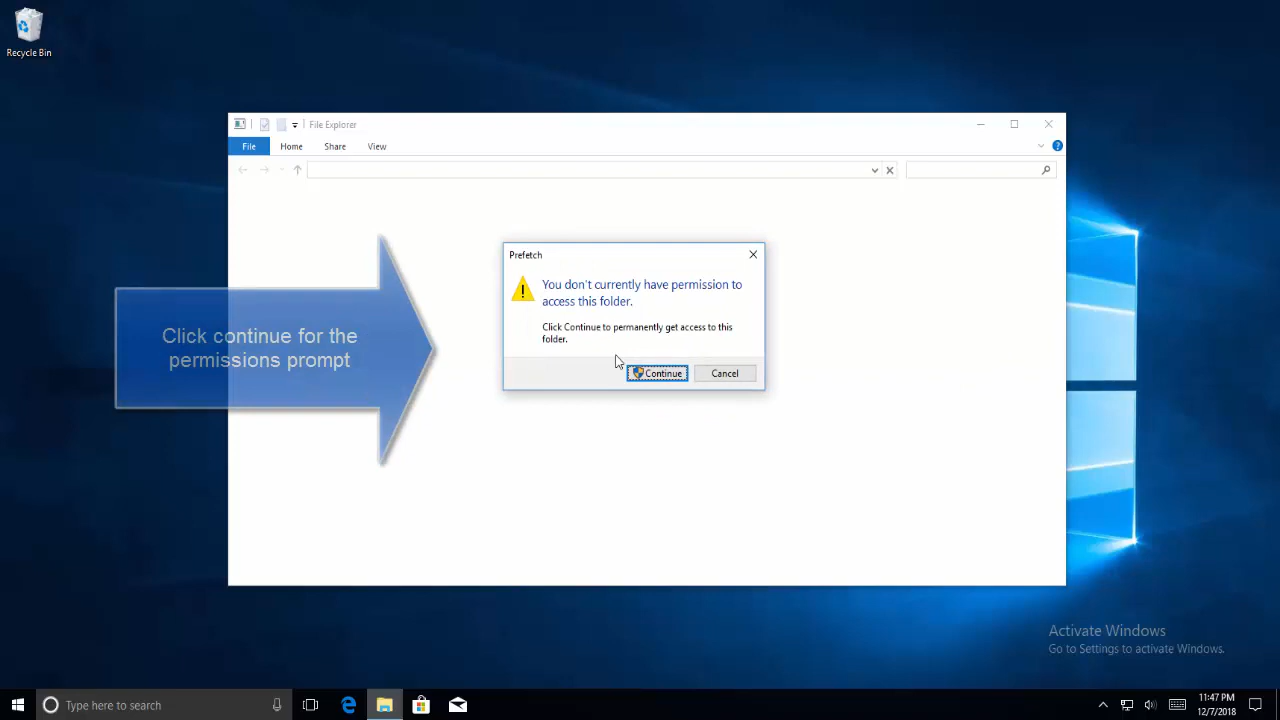 Recycle Bin
File Explorer
File Home Share View
Prefetch
You don't currently have permission to
access this folder.
Click Continue to permanently get access to this
folder.
Continue Cancel
Click continue for the
permissions prompt
Activate Windows
Go to Settings to activate Windows.
Type here to search
11:47 PM
12/7/2018